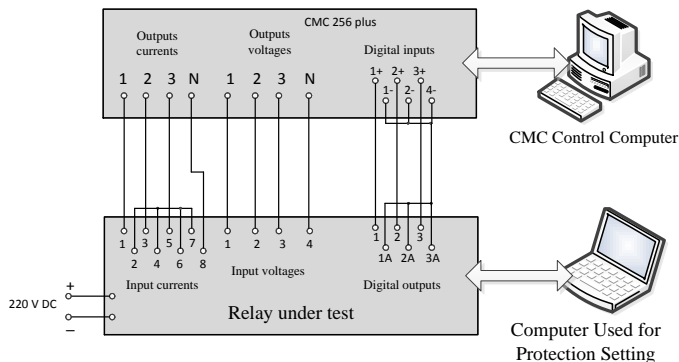 CMC 256 plus
Outputs
currents
Outputs
voltages
Digital inputs
1 2 3 N
1 2 3 N
1+ 2+ 3+
1- 2- 4-
CMC Control Computer
1 3 5 7
2 4 6 8
1 2 3 4
1 2 3
1A 2A 3A
Input currents
Input voltages
Digital outputs
+
220 V DC
–
Relay under test
Computer Used for
Protection Setting